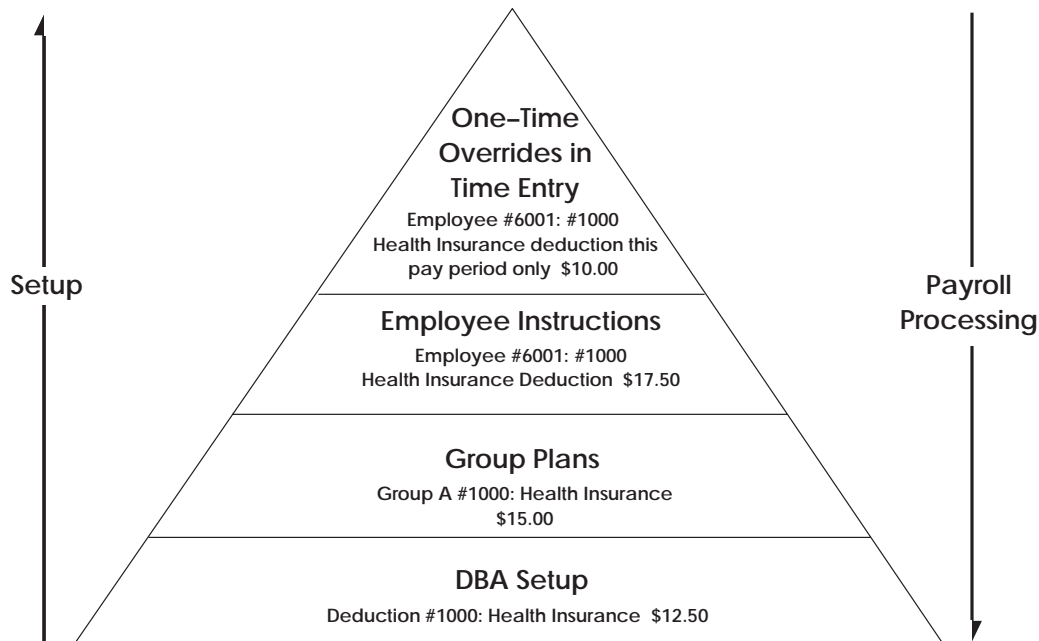 One–Time
Overrides in
Time Entry
Employee #6001: #1000
Health Insurance deduction this
pay period only $10.00
Setup
Payroll
Processing
Employee Instructions
Employee #6001: #1000
Health Insurance Deduction $17.50
Group Plans
Group A #1000: Health Insurance
$15.00
DBA Setup
Deduction #1000: Health Insurance $12.50